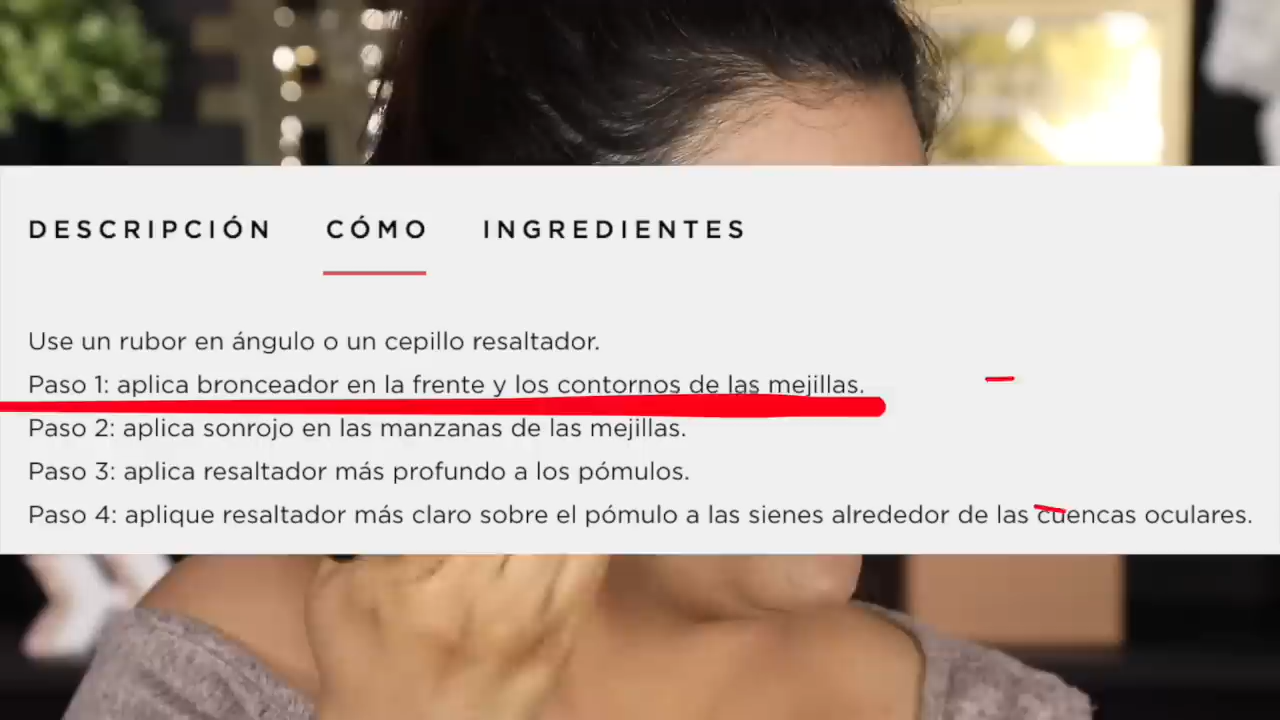 DESCRIPCIÓN CÓMO INGREDIENTES
Use un rubor en ángulo o un cepillo resaltador.
Paso 1: aplica bronceador en la frente y los contornos de las mejillas.
Paso 2: aplica sonrojo en las manzanas de las mejillas.
Paso 3: aplica resaltador más profundo a los pómulos.
Paso 4: aplique resaltador más claro sobre el pómulo a las sienes alrededor de las cuencas oculares.